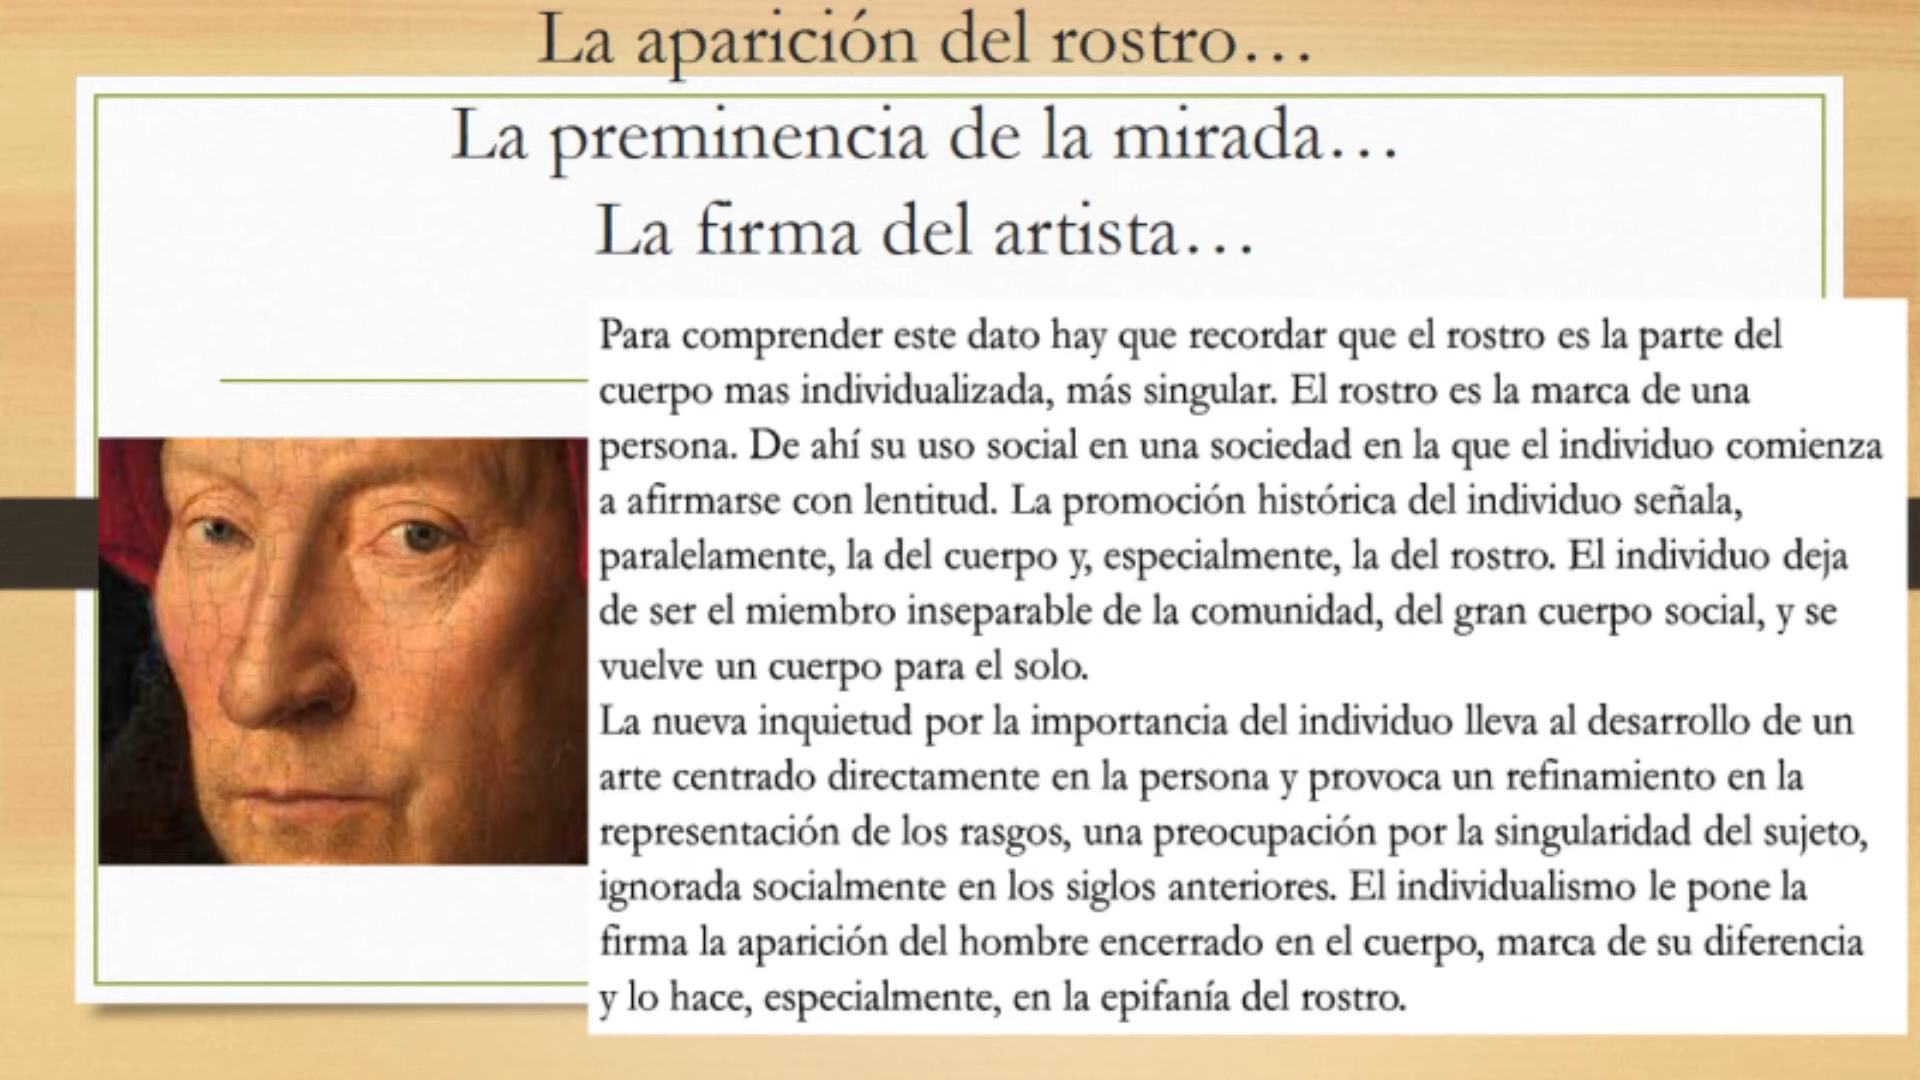 La aparición del rostro…
La preminencia de la mirada…
La firma del artista…
Para comprender este dato hay que recordar que el rostro es la parte del
cuerpo mas individualizada, más singular. El rostro es la marca de una
persona. De ahí su uso social en una sociedad en la que el individuo comienza
a afirmarse con lentitud. La promoción histórica del individuo señala,
paralelamente, la del cuerpo y, especialmente, la del rostro. El individuo deja
de ser el miembro inseparable de la comunidad, del gran cuerpo social, y se
vuelve un cuerpo para el solo.
La nueva inquietud por la importancia del individuo lleva al desarrollo de un
arte centrado directamente en la persona y provoca un refinamiento en la
representación de los rasgos, una preocupación por la singularidad del sujeto,
ignorada socialmente en los siglos anteriores. El individualismo le pone la
firma la aparición del hombre encerrado en el cuerpo, marca de su diferencia
y lo hace, especialmente, en la epifanía del rostro.